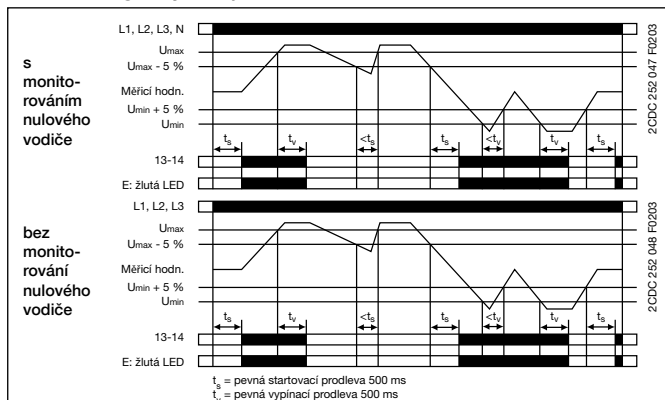 s
monito-
rováním
nulového
vodiče
L1, L2, L3, N
Umax
Umax - 5 %
Měřicí hodn.
Umin + 5 %
Umin
ts
tv
<ts
ts
<tv
tv
ts
13-14
E: žlutá LED
2CDC 252 047 F0203
bez
monito-
rování
nulového
vodiče
L1, L2, L3
Umax
Umax - 5 %
Měřicí hodn.
Umin + 5 %
Umin
ts
tv
<ts
ts
<tv
tv
ts
13-14
E: žlutá LED
2CDC 252 048 F0203
ts = pevná startovací prodleva 500 ms
tv = pevná vypínací prodleva 500 ms